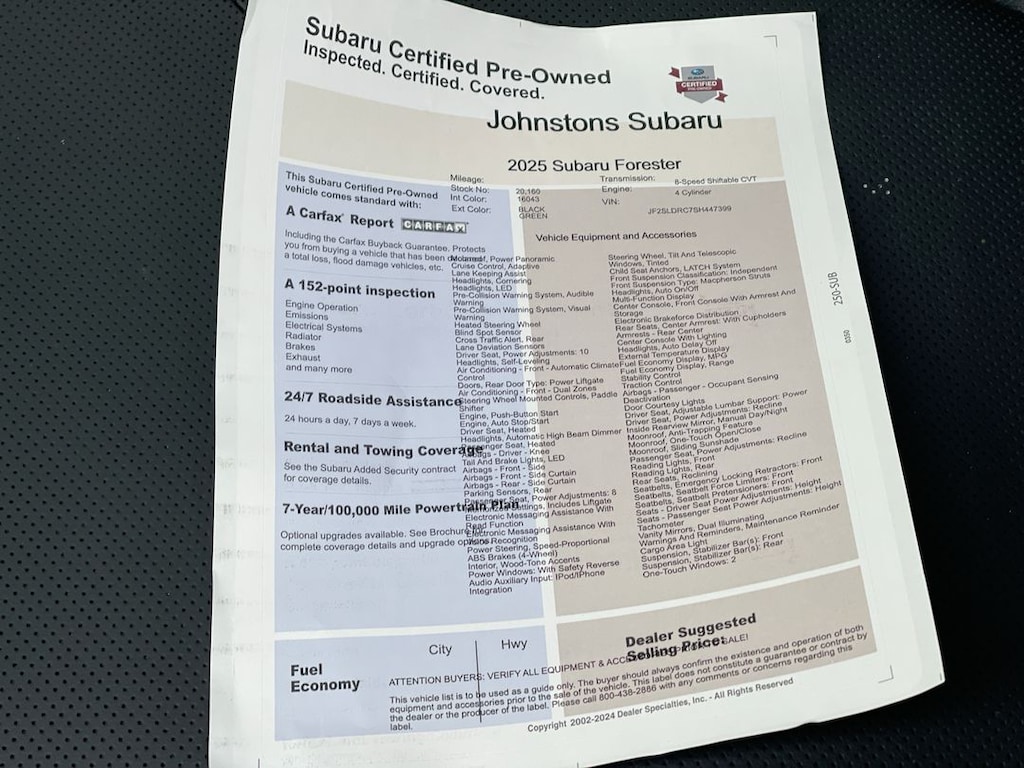 Subaru Certified Pre-Owned
Inspected. Certified. Covered.
SUBARU
CERTIFIED
PRE-OWNED
Johnstons Subaru
2025 Subaru Forester
This Subaru Certified Pre-Owned
vehicle comes standard with:
Mileage: 20,160
Stock No: 16043
Int Color: BLACK
Ext Color: GREEN
Transmission: 8-Speed Shiftable CVT
Engine: 4 Cylinder
VIN: JF2SLDRC7SH447399
A Carfax Report CARFAX
Including the Carfax Buyback Guarantee. Protects
you from buying a vehicle that has been
a total loss, flood damage vehicles, etc.
A 152-point inspection
Engine Operation
Emissions
Electrical Systems
Radiator
Brakes
Exhaust
and many more
24/7 Roadside Assistance
24 hours a day, 7 days a week.
Rental and Towing Coverage
See the Subaru Added Security contract
for coverage details.
7-Year/100,000 Mile Powertrain Plan
Optional upgrades available. See Brochure for
complete coverage details and upgrade options.
Vehicle Equipment and Accessories
Moonroof, Power Panoramic
Cruise Control, Adaptive
Lane Keeping Assist
Headlights, Cornering
Headlights, LED
Pre-Collision Warning System, Audible
Warning
Pre-Collision Warning System, Visual
Warning
Heated Steering Wheel
Blind Spot Sensor
Cross Traffic Alert, Rear
Lane Deviation Sensors
Driver Seat, Power Adjustments: 10
Headlights, Self-Leveling
Air Conditioning - Front - Automatic Climate
Control
Doors, Rear Door Type: Power Liftgate
Air Conditioning - Front - Dual Zones
Steering Wheel Mounted Controls, Paddle
Shifter
Engine, Push-Button Start
Engine, Auto Stop/Start
Driver Seat, Heated
Headlights, Automatic High Beam Dimmer
Passenger Seat, Heated
Airbags - Driver - Knee
Tail And Brake Lights, LED
Airbags - Front - Side
Airbags - Front - Side Curtain
Airbags - Rear - Side Curtain
Parking Sensors, Rear
Passenger Seat, Power Adjustments: 8
Settings, Includes Liftgate
Electronic Messaging Assistance With
Read Function
Electronic Messaging Assistance With
Voice Recognition
Power Steering, Speed-Proportional
ABS Brakes (4-Wheel)
Interior, Wood-Tone Accents
Power Windows: With Safety Reverse
Audio Auxiliary Input: IPod/IPhone
Integration
Steering Wheel, Tilt And Telescopic
Windows, Tinted
Child Seat Anchors, LATCH System
Front Suspension Classification: Independent
Front Suspension Type: Macpherson Struts
Headlights, Auto On/Off
Multi-Function Display
Center Console, Front Console With Armrest And
Storage
Electronic Brakeforce Distribution
Rear Seats, Center Armrest: With Cupholders
Armrests - Rear Center
Center Console With Lighting
Headlights, Auto Delay Off
External Temperature Display
Fuel Economy Display, MPG
Fuel Economy Display, Range
Stability Control
Traction Control
Airbags - Passenger - Occupant Sensing
Deactivation
Door Courtesy Lights
Driver Seat, Adjustable Lumbar Support: Power
Driver Seat, Power Adjustments: Recline
Inside Rearview Mirror, Manual Day/Night
Moonroof, Anti-Trapping Feature
Moonroof, One-Touch Open/Close
Moonroof, Sliding Sunshade
Passenger Seat, Power Adjustments: Recline
Reading Lights, Front
Reading Lights, Rear
Rear Seats, Reclining
Seatbelts, Emergency Locking Retractors: Front
Seatbelts, Seatbelt Force Limiters: Front
Seatbelts, Seatbelt Pretensioners: Front
Seats - Driver Seat Power Adjustments: Height
Seats - Passenger Seat Power Adjustments: Height
Tachometer
Vanity Mirrors, Dual Illuminating
Warnings And Reminders, Maintenance Reminder
Cargo Area Light
Suspension, Stabilizer Bar(s): Front
Suspension, Stabilizer Bar(s): Rear
One-Touch Windows: 2
250-SUB
Fuel
Economy
City
Hwy
Dealer Suggested
Selling Price:
ATTENTION BUYERS: VERIFY ALL EQUIPMENT & SALE!
This vehicle list is to be used as a guide only. The buyer should always confirm the existence and operation of both
equipment and accessories prior to the sale of the vehicle. This label does not constitute a guarantee or contract by
the dealer or the producer of the label. Please call 800-438-2886 with any comments or concerns regarding this
label.
Copyright 2002-2024 Dealer Specialties, Inc. - All Rights Reserved